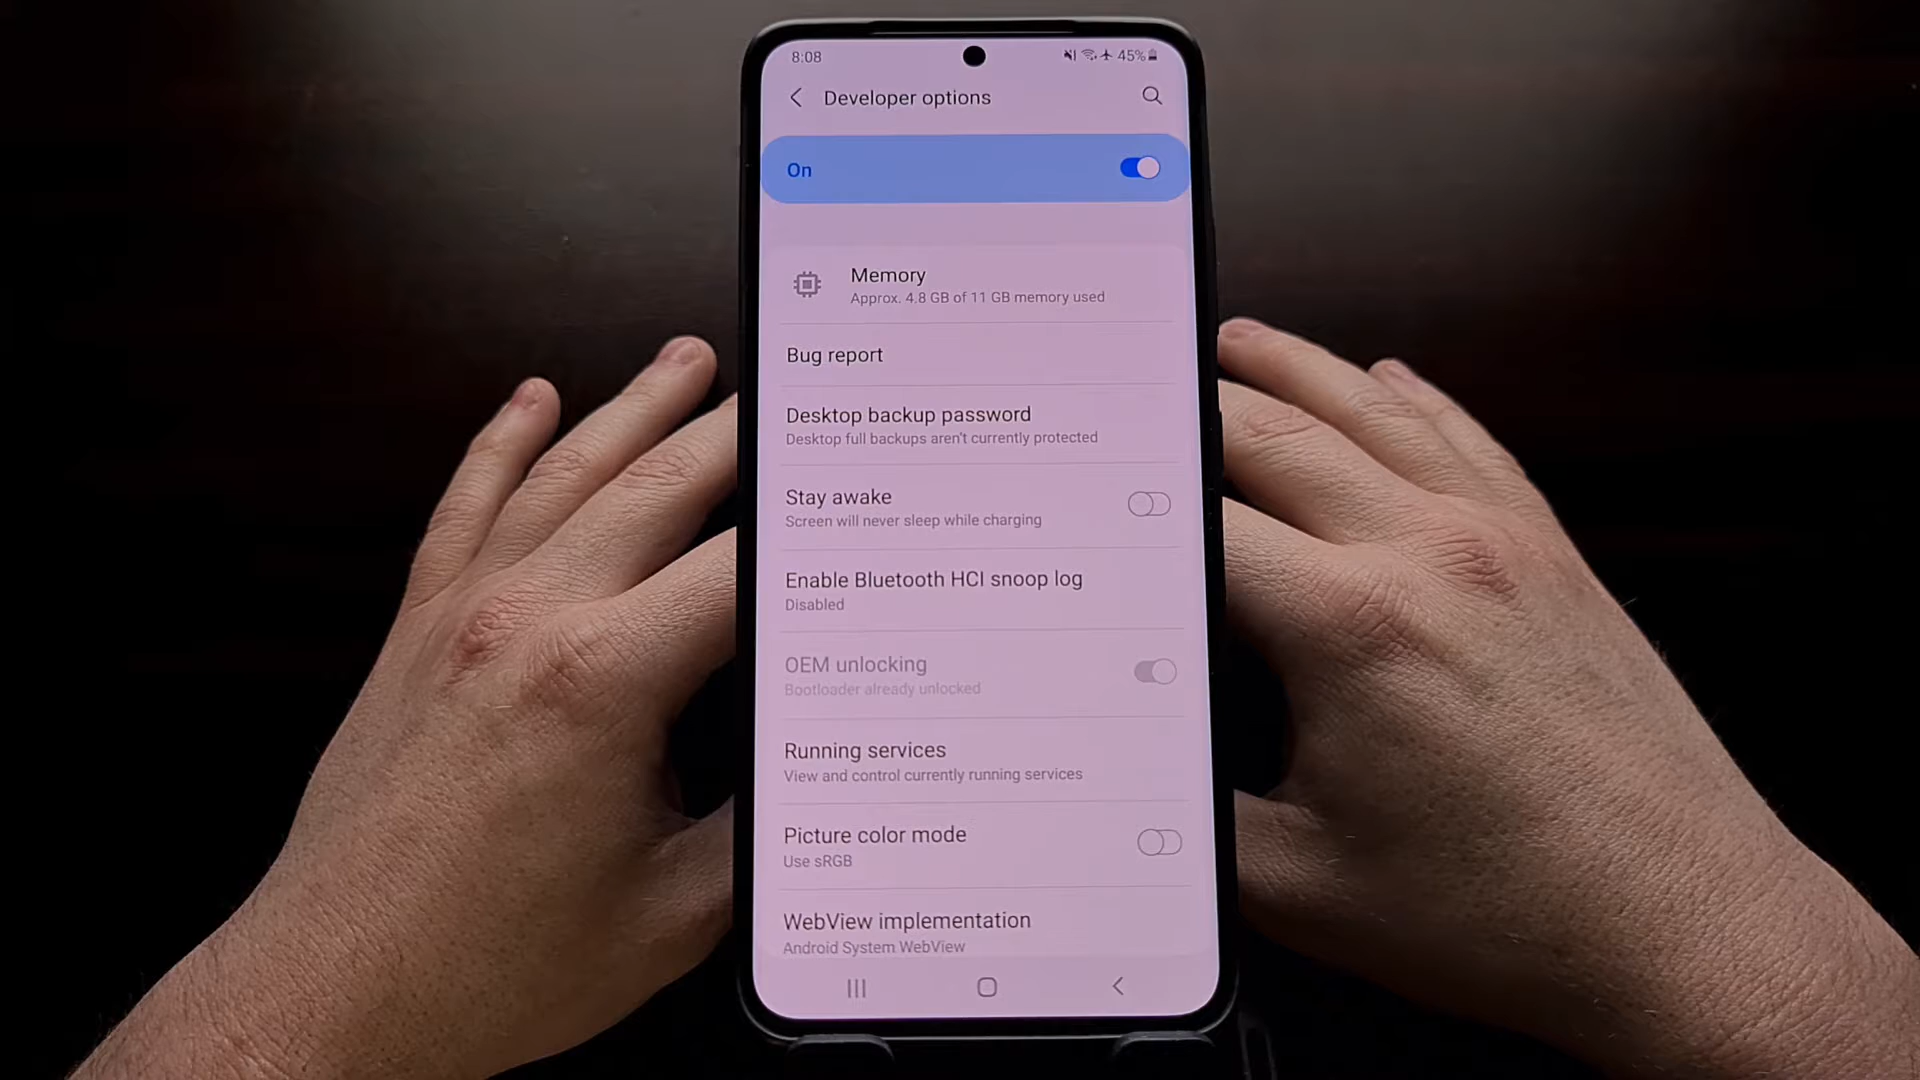 8:08
45%
Developer options
On
Memory
Approx. 4.8 GB of 11 GB memory used
Bug report
Desktop backup password
Desktop full backups aren't currently protected
Stay awake
Screen will never sleep while charging
Enable Bluetooth HCI snoop log
Disabled
OEM unlocking
Bootloader already unlocked
Running services
View and control currently running services
Picture color mode
Use sRGB
WebView implementation
Android System WebView